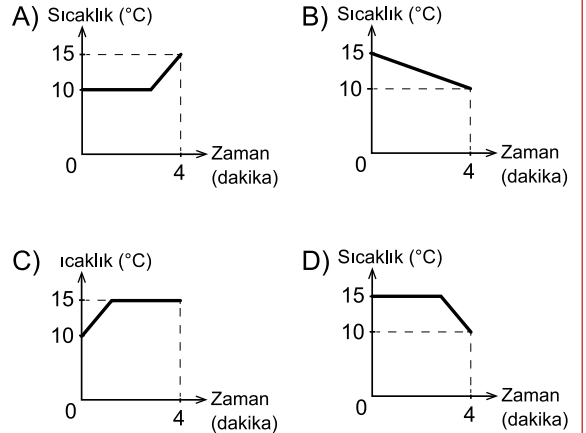 A) Sıcaklık (°C)
15
10
0
4
Zaman
(dakika)
B) Sıcaklık (°C)
15
10
0
4
Zaman
(dakika)
C) ıcaklık (°C)
15
10
0
4
Zaman
(dakika)
D) Sıcaklık (°C)
15
10
0
4
Zaman
(dakika)